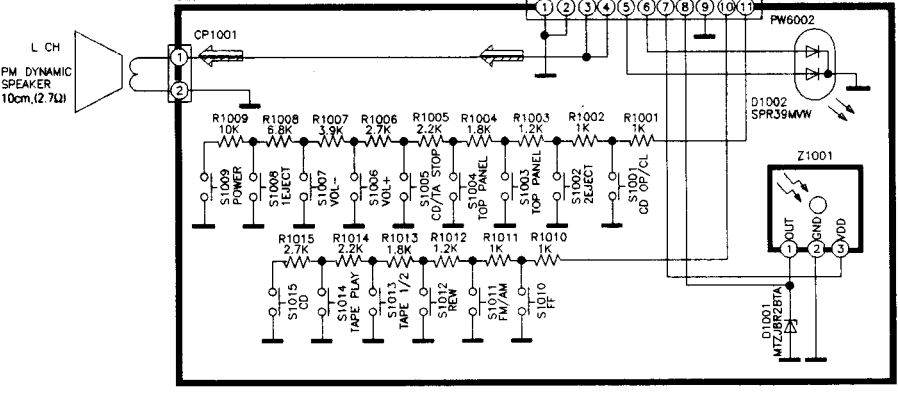 1 2 3 4 5 6 7 8 9 10 11
PW6002
CP1001
L CH
PM DYNAMIC
SPEAKER
10cm,(2.7Ω)
1
2
D1002
SPR39MVW
R1009 R1008 R1007 R1006 R1005 R1004 R1003 R1002 R1001
10K 6.8K 3.9K 2.7K 2.2K 1.8K 1.2K 1K 1K
S1009
POWER
S1008
1EJECT
S1007
VOL-
S1006
VOL+
S1005
CD/TA STOP
S1004
TOP PANEL
S1003
TOP PANEL
S1002
2EJECT
S1001
CD OP/CL
Z1001
OUT
GND
VDD
1 2 3
R1015 R1014 R1013 R1012 R1011 R1010
2.7K 2.2K 1.8K 1.2K 1K 1K
S1015
CD
S1014
TAPE PLAY
S1013
TAPE 1/2
S1012
REW
S1011
FM/AM
S1010
FF
D1001
MTZJ8R2BTA